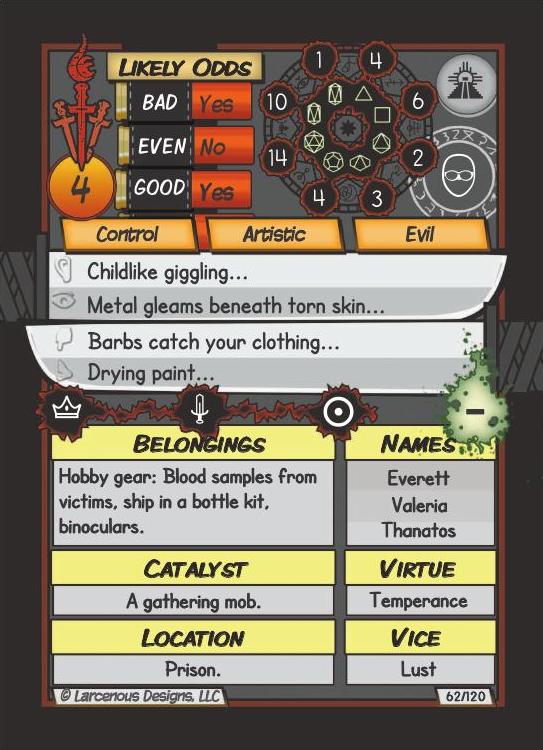 LIKELY ODDS
BAD Yes
EVEN No
GOOD Yes
4
1
4
10
6
14
2
4
3
Control Artistic Evil
Childlike giggling...
Metal gleams beneath torn skin...
Barbs catch your clothing...
Drying paint...
-
BELONGINGS
Hobby gear: Blood samples from
victims, ship in a bottle kit,
binoculars.
NAMES
Everett
Valeria
Thanatos
CATALYST
A gathering mob.
VIRTUE
Temperance
LOCATION
Prison.
VICE
Lust
© Larcenous Designs, LLC
62/120